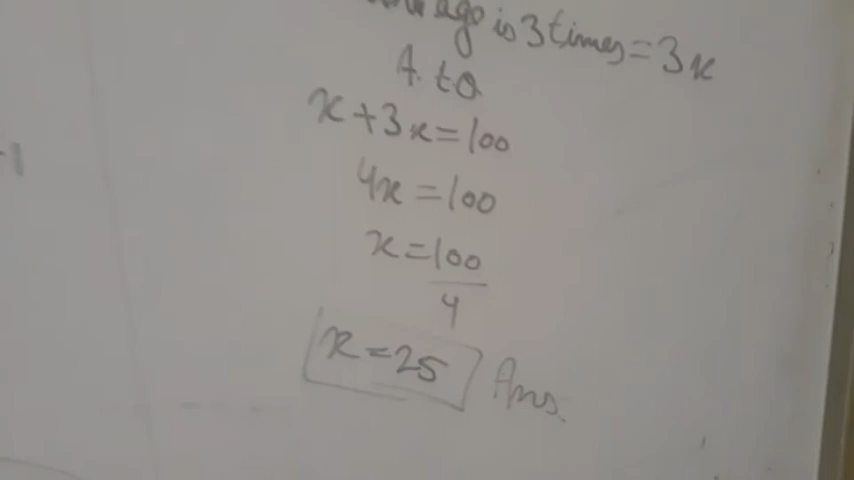 age is 3 times = 3x
A. to Q
x + 3x = 100
4x = 100
x = 100
4
x = 25 Ans.